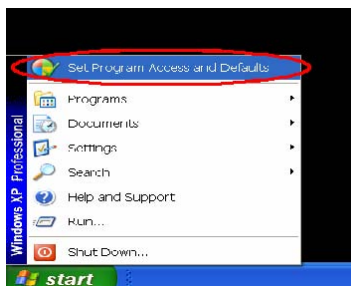 Set Program Access and Defaults
Programs
Documents
Settings
Search
Help and Support
Run...
Shut Down...
Windows XP Professional
start